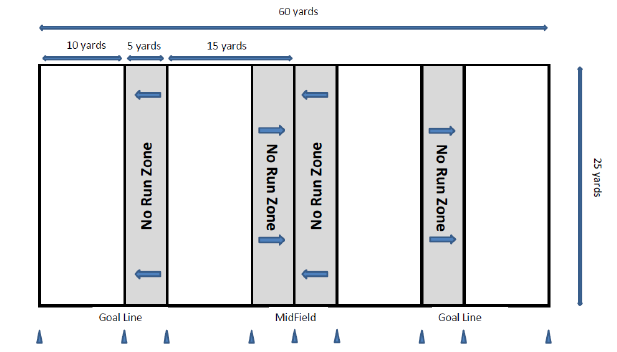 60 yards
10 yards
5 yards
15 yards
No Run Zone
No Run Zone
No Run Zone
No Run Zone
25 yards
Goal Line
MidField
Goal Line